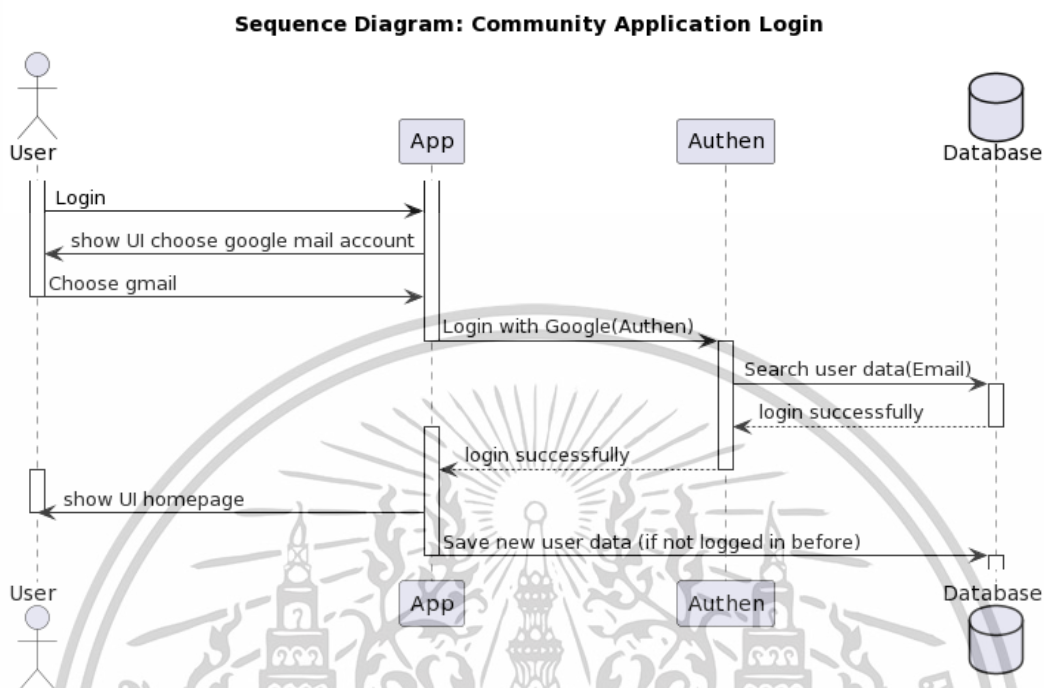 Sequence Diagram: Community Application Login
User
App
Authen
Database
Login
show UI choose google mail account
Choose gmail
Login with Google(Authen)
Search user data(Email)
login successfully
login successfully
show UI homepage
Save new user data (if not logged in before)
User
App
Authen
Database